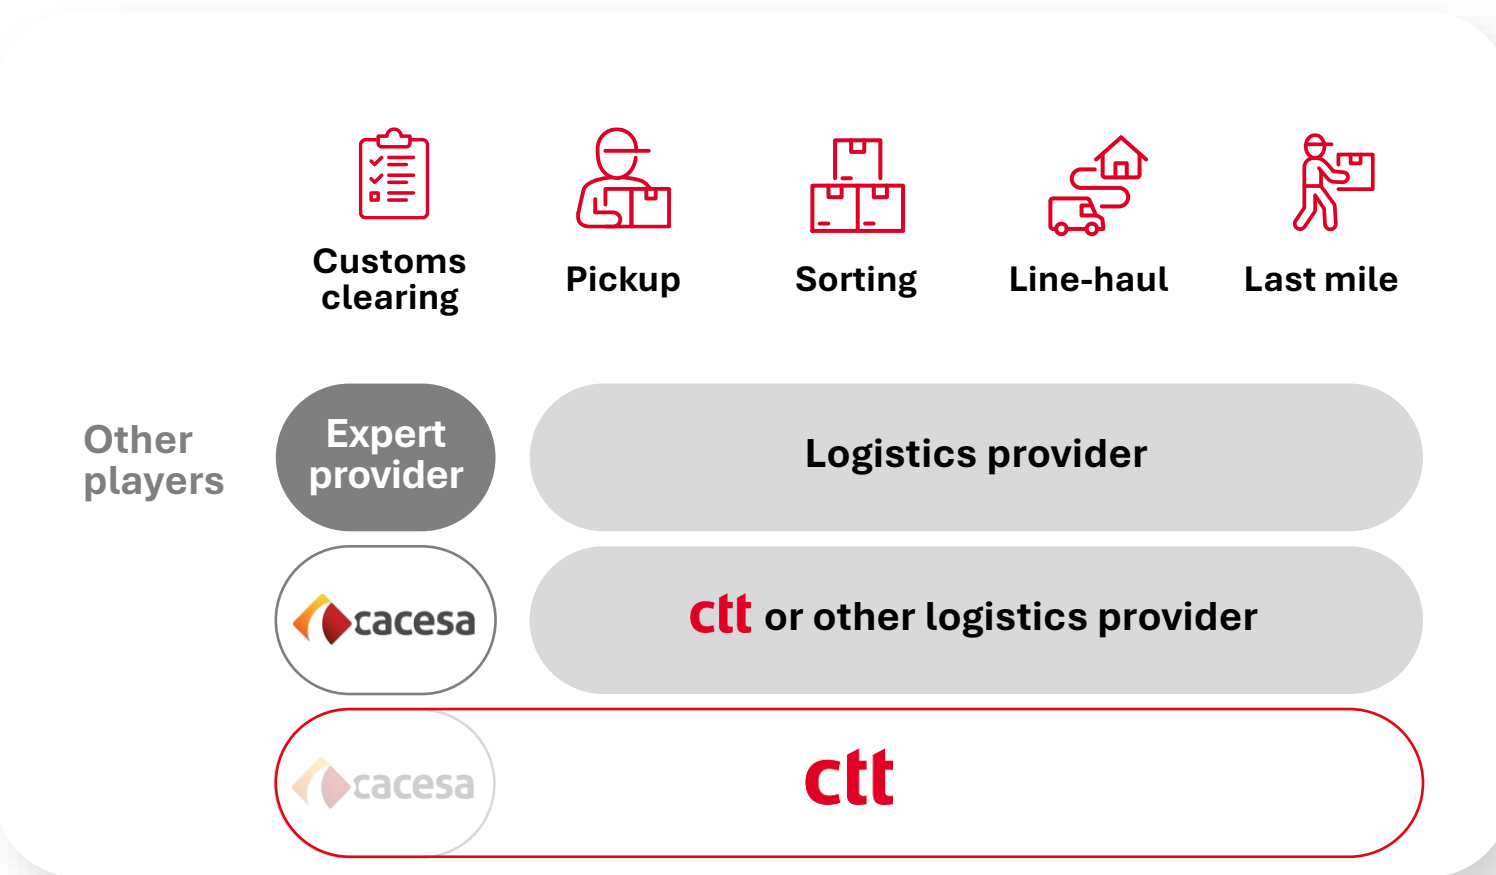 Customs
clearing
Pickup
Sorting
Line-haul
Last mile
Other
players
Expert
provider
Logistics provider
cacesa
ctt or other logistics provider
cacesa
ctt